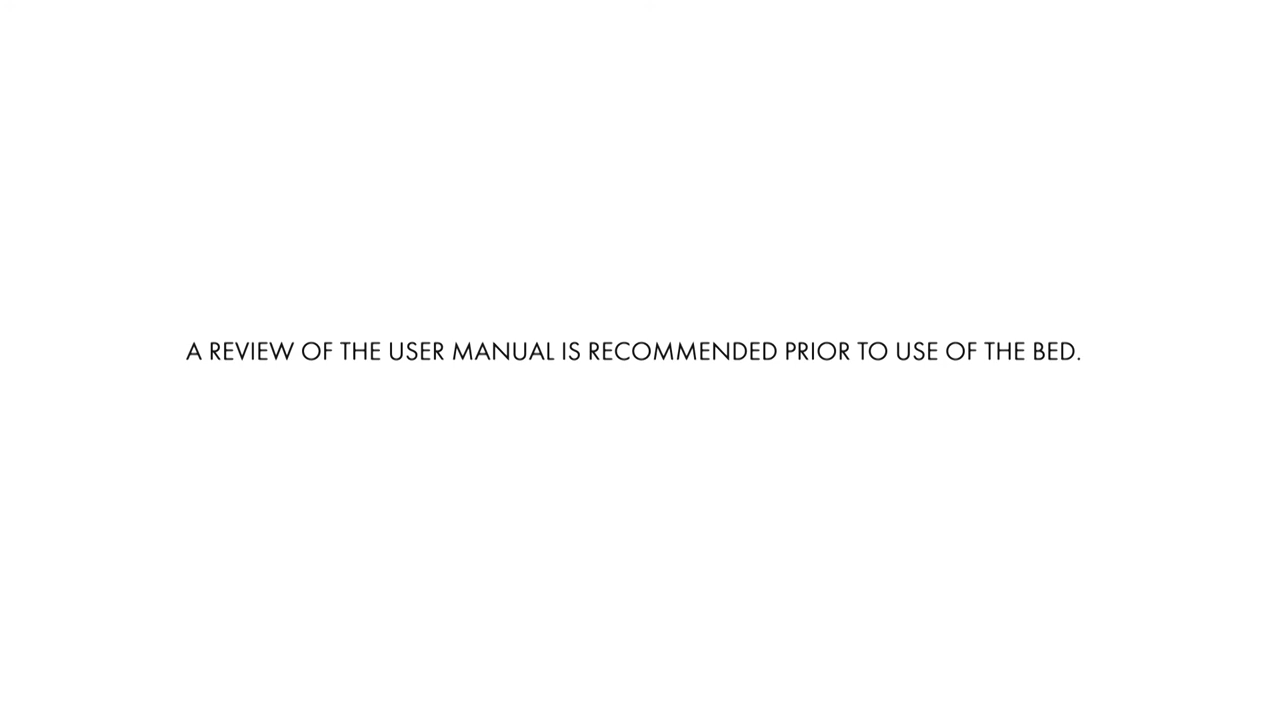 A REVIEW OF THE USER MANUAL IS RECOMMENDED PRIOR TO USE OF THE BED.